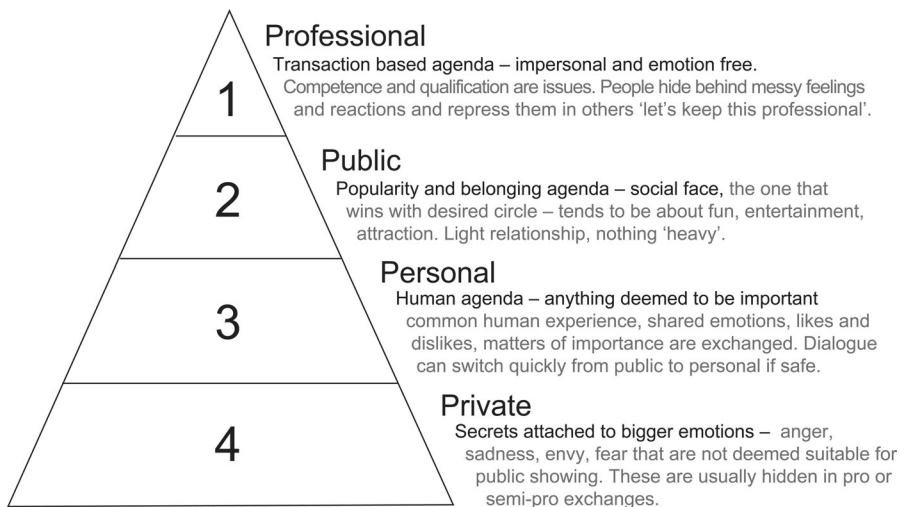 Professional
Transaction based agenda – impersonal and emotion free.
Competence and qualification are issues. People hide behind messy feelings
and reactions and repress them in others ‘let’s keep this professional’.
1
Public
Popularity and belonging agenda – social face, the one that
wins with desired circle – tends to be about fun, entertainment,
attraction. Light relationship, nothing ‘heavy’.
2
Personal
Human agenda – anything deemed to be important
common human experience, shared emotions, likes and
dislikes, matters of importance are exchanged. Dialogue
can switch quickly from public to personal if safe.
3
Private
Secrets attached to bigger emotions – anger,
sadness, envy, fear that are not deemed suitable for
public showing. These are usually hidden in pro or
semi-pro exchanges.
4